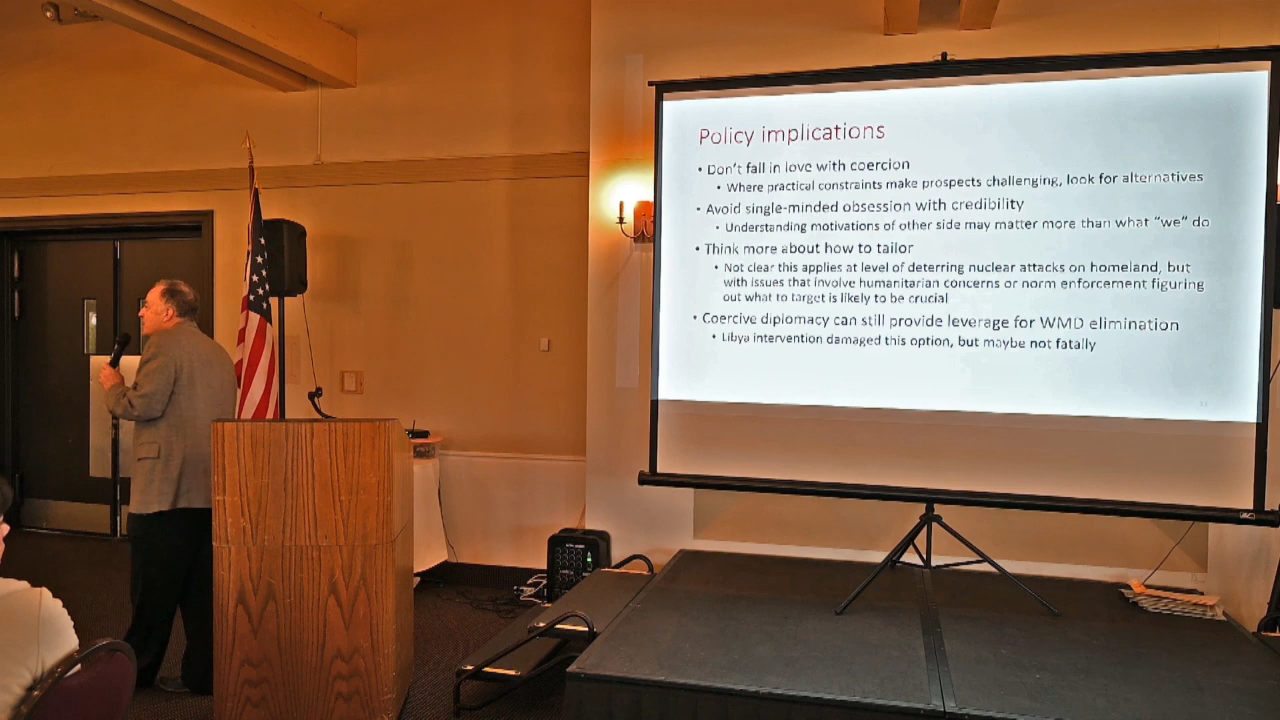 Policy implications
• Don't fall in love with coercion
• Where practical constraints make prospects challenging, look for alternatives
• Avoid single-minded obsession with credibility
• Understanding motivations of other side may matter more than what "we" do
• Think more about how to tailor
• Not clear this applies at level of deterring nuclear attacks on homeland, but
with issues that involve humanitarian concerns or norm enforcement figuring
out what to target is likely to be crucial
• Coercive diplomacy can still provide leverage for WMD elimination
• Libya intervention damaged this option, but maybe not fatally